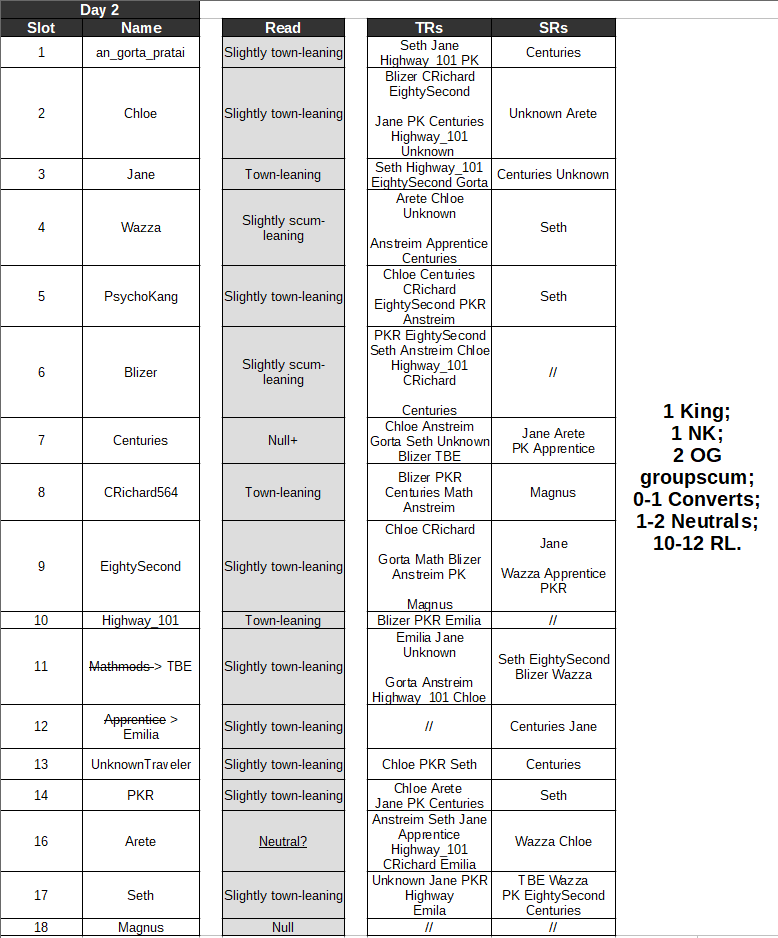 Day 2
Slot Name Read TRs SRs
1 an_gorta_pratai Slightly town-leaning Seth Jane
Highway_101 PK Centuries
2 Chloe Slightly town-leaning Blizer CRichard
EightySecond
Jane PK Centuries
Highway_101
Unknown Unknown Arete
3 Jane Town-leaning Seth Highway_101
EightySecond Gorta Centuries Unknown
4 Wazza Slightly scum-
leaning Arete Chloe
Unknown
Anstreim Apprentice
Centuries Seth
5 PsychoKang Slightly town-leaning Chloe Centuries
CRichard
EightySecond PKR
Anstreim Seth
6 Blizer Slightly scum-
leaning PKR EightySecond
Seth Anstreim Chloe
Highway_101
CRichard
Centuries //
7 Centuries Null+ Chloe Anstreim
Gorta Seth Unknown
Blizer TBE Jane Arete
PK Apprentice
8 CRichard564 Town-leaning Blizer PKR
Centuries Math
Anstreim Magnus
9 EightySecond Slightly town-leaning Chloe CRichard
Gorta Math Blizer
Anstreim PK
Magnus Jane
Wazza Apprentice
PKR
10 Highway_101 Town-leaning Blizer PKR Emilia //
11 Mathmods-> TBE Slightly town-leaning Emilia Jane
Unknown
Gorta Anstreim
Highway_101 Chloe Seth EightySecond
Blizer Wazza
12 Apprentice >
Emilia Slightly town-leaning // Centuries Jane
13 UnknownTraveler Slightly town-leaning Chloe PKR Seth Centuries
14 PKR Slightly town-leaning Chloe Arete
Jane PK Centuries Seth
16 Arete Neutral? Anstreim Seth Jane
Apprentice
Highway_101
CRichard Emilia Wazza Chloe
17 Seth Slightly town-leaning Unknown Jane PKR
Highway
Emila TBE Wazza
PK EightySecond
Centuries
18 Magnus Null // //
1 King;
1 NK;
2 OG
groupscum;
0-1 Converts;
1-2 Neutrals;
10-12 RL.